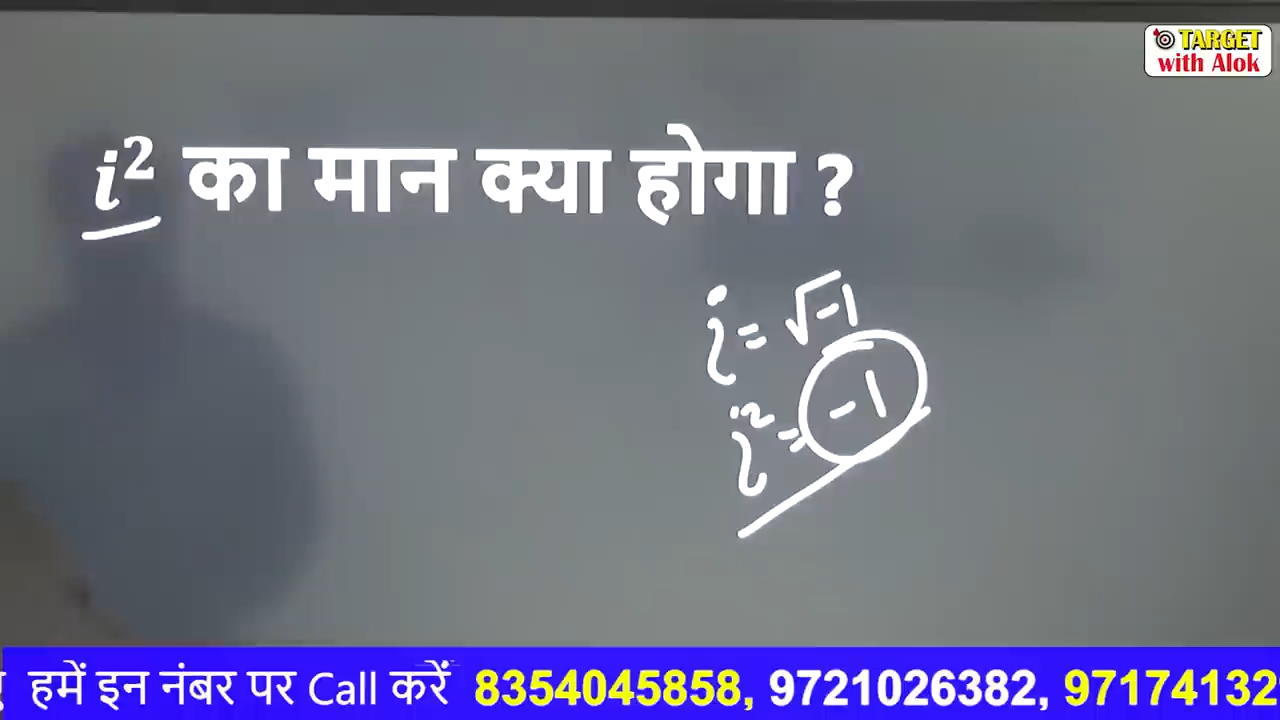 TARGET
with Alok
i² का मान क्या होगा ?
i = √-1
i² = -1
हमें इन नंबर पर Call करें 8354045858, 9721026382, 97174132